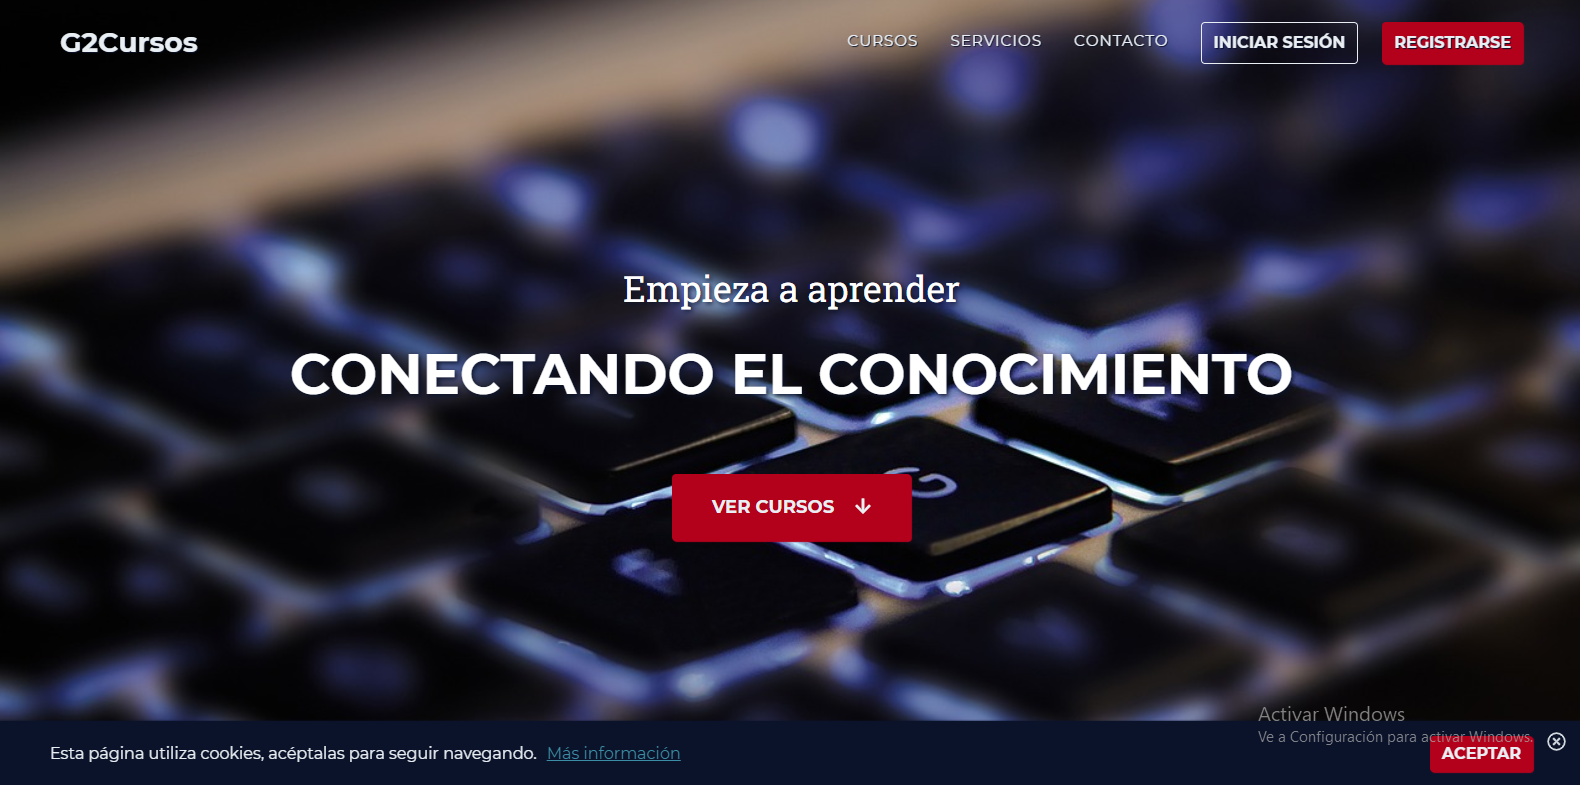 G2Cursos
CURSOS SERVICIOS CONTACTO INICIAR SESIÓN REGISTRARSE
Empieza a aprender
CONECTANDO EL CONOCIMIENTO
G
VER CURSOS
Activar Windows
Ve a Configuración para activar Windows.
Esta página utiliza cookies, acéptalas para seguir navegando. Más información
ACEPTAR